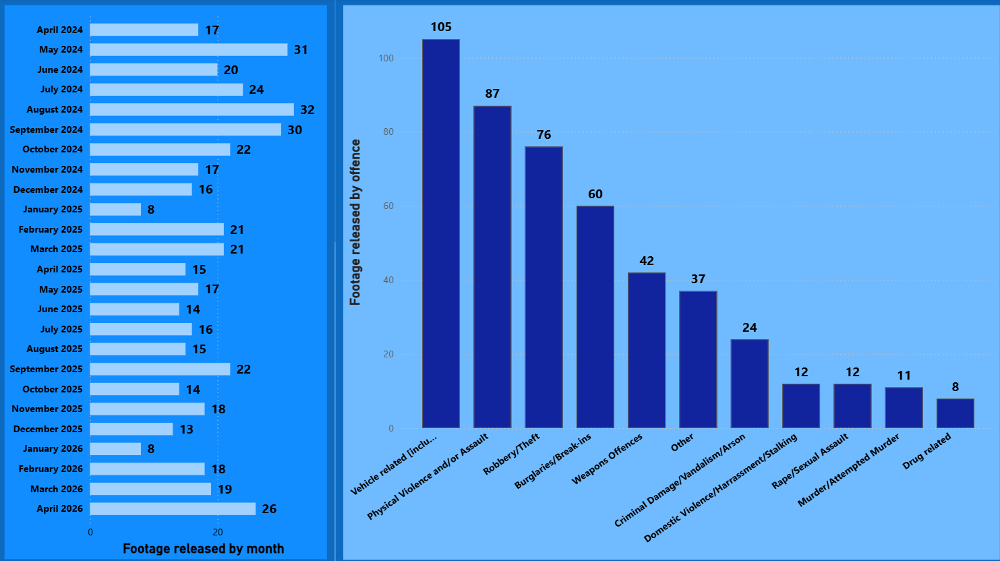 April 2024 17
May 2024 31
June 2024 20
July 2024 24
August 2024 32
September 2024 30
October 2024 22
November 2024 17
December 2024 16
January 2025 8
February 2025 21
March 2025 21
April 2025 15
May 2025 17
June 2025 14
July 2025 16
August 2025 15
September 2025 22
October 2025 14
November 2025 18
December 2025 13
January 2026 8
February 2026 18
March 2026 19
April 2026 26
0 20
Footage released by month
Footage released by offence
100
80
60
40
20
0
105
87
76
60
42
37
24
12
12
11
8
Vehicle related [inclu...
Physical Violence and/or Assault
Robbery/Theft
Burglaries/Break-ins
Weapons Offences
Other
Criminal Damage/Vandalism/Arson
Domestic Violence/Harrassment/Stalking
Rape/Sexual Assault
Murder/Attempted Murder
Drug related